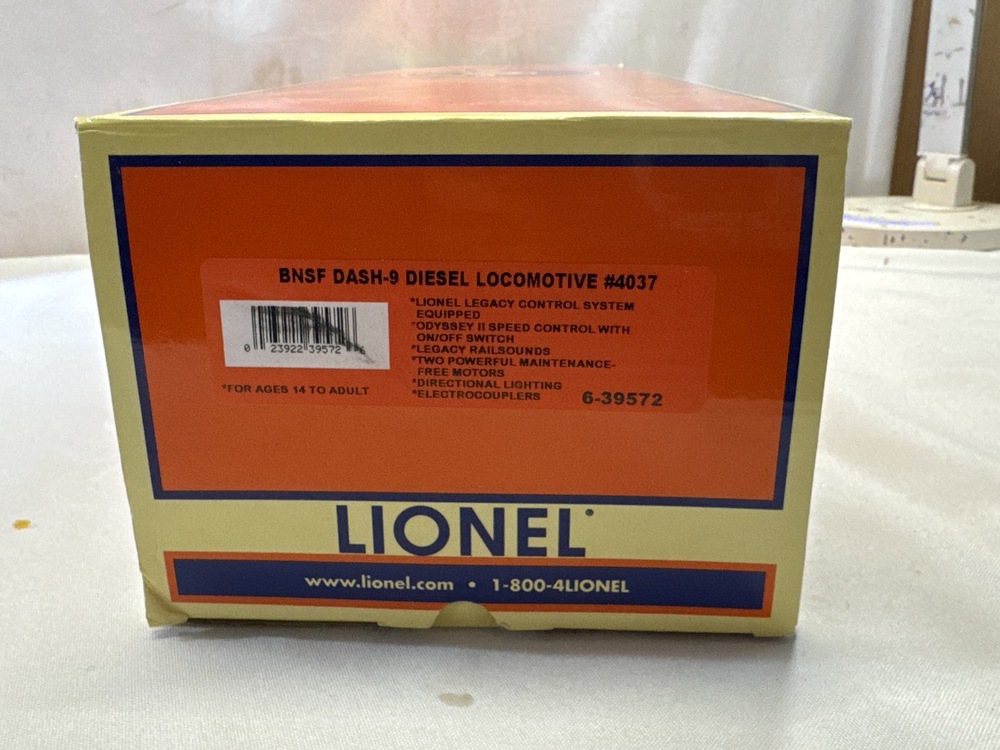 BNSF DASH-9 DIESEL LOCOMOTIVE #4037
*LIONEL LEGACY CONTROL SYSTEM
EQUIPPED
*ODYSSEY II SPEED CONTROL WITH
ON/OFF SWITCH
*LEGACY RAILSOUNDS
*TWO POWERFUL MAINTENANCE-
FREE MOTORS
*DIRECTIONAL LIGHTING
*ELECTROCOUPLERS
0 23922 39572 6
*FOR AGES 14 TO ADULT
6-39572
LIONEL
www.lionel.com • 1-800-4LIONEL